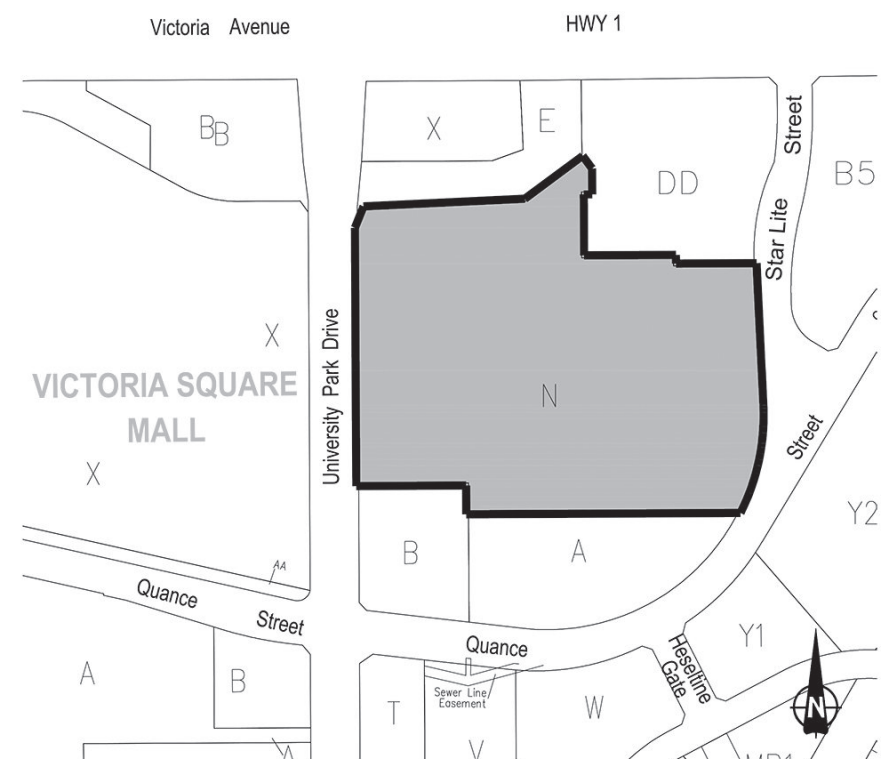 Victoria Avenue
HWY 1
BB
X
E
DD
B5
Street
Star Lite
University Park Drive
X
VICTORIA SQUARE
MALL
N
X
Street
Y2
B
A
AA
Quance
Street
Quance
Y1
Heseltine
Gate
A
B
Sewer Line
Easement
T
V
W
N
A